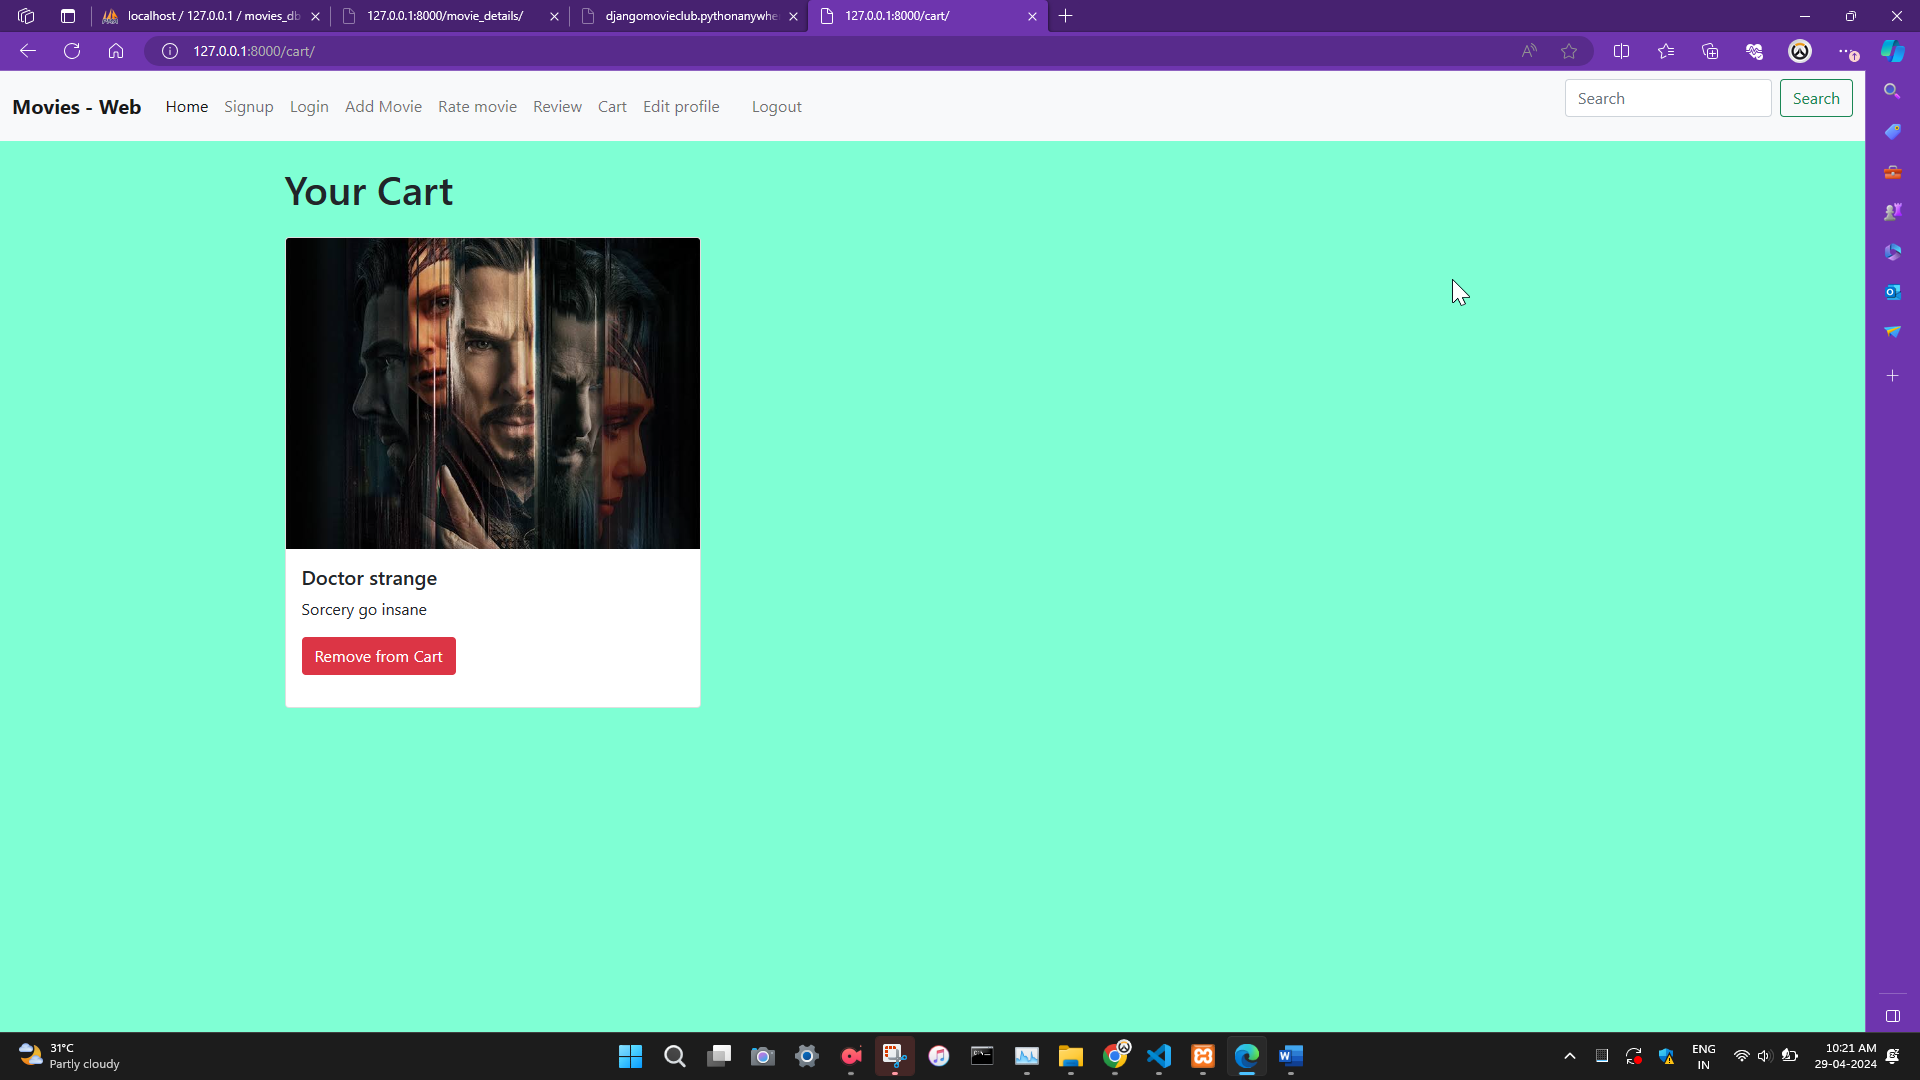 localhost / 127.0.0.1 / movies_db
127.0.0.1:8000/movie_details/
djangomovieclub.pythonanywhe
127.0.0.1:8000/cart/
127.0.0.1:8000/cart/
Movies - Web
Home
Signup
Login
Add Movie
Rate movie
Review
Cart
Edit profile
Logout
Search
Search
Your Cart
Doctor strange
Sorcery go insane
Remove from Cart
31°C
Partly cloudy
ENG
IN
10:21 AM
29-04-2024